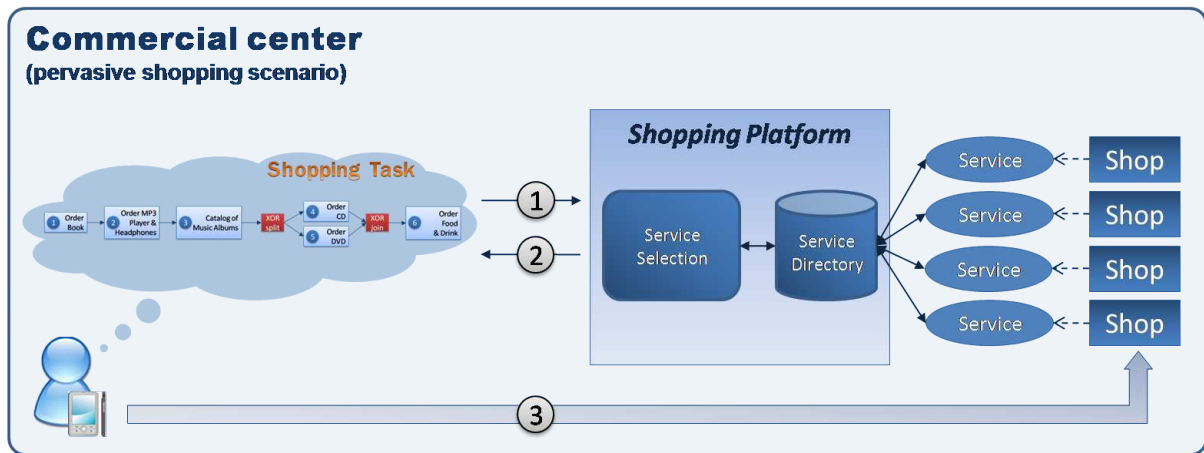 Commercial center
(pervasive shopping scenario)
Shopping Task
1
Order
Book
2
Order MP3
Player &
Headphones
3
Catalog of
Music Albums
XOR
split
4
Order
CD
5
Order
DVD
XOR
join
6
Order
Food
& Drink
1
2
Shopping Platform
Service
Selection
Service
Directory
Service
Shop
Service
Shop
Service
Shop
Service
Shop
3